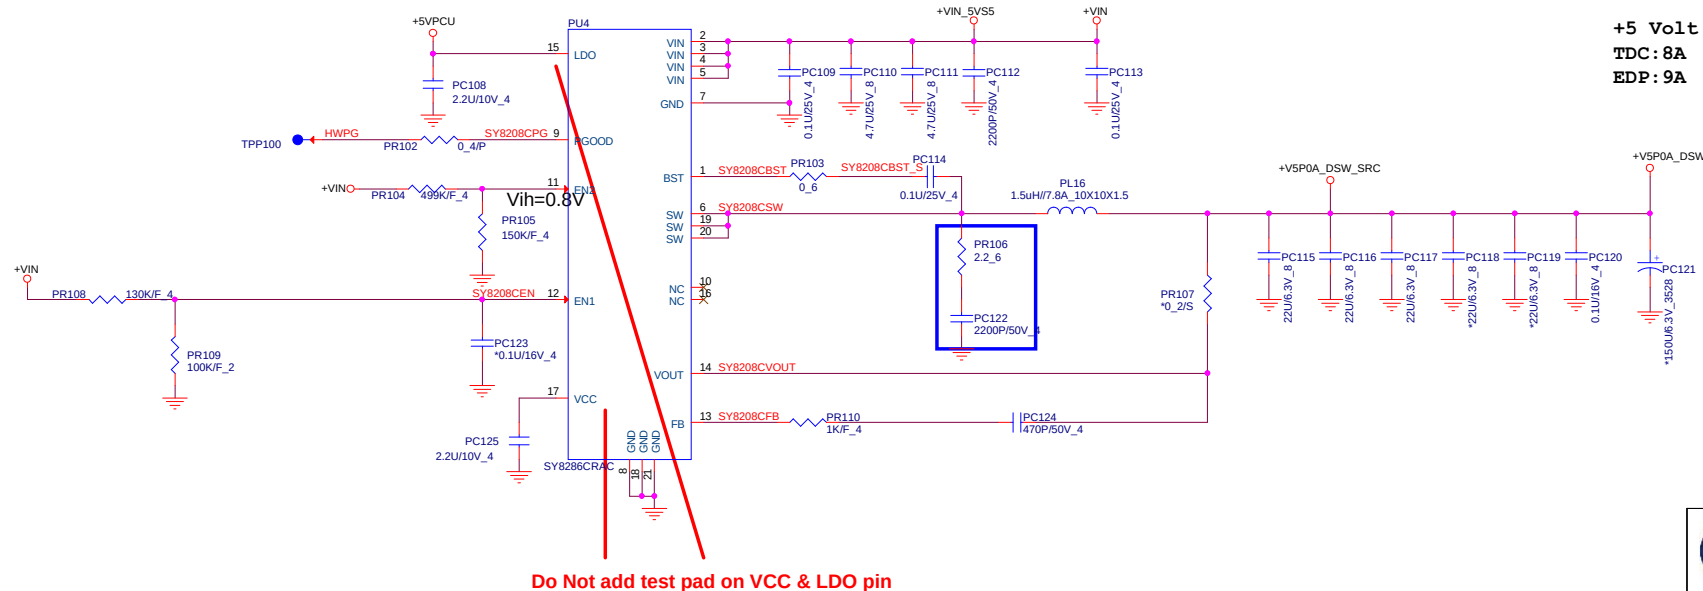 +5VPCU
PU4
+VIN_5VS5
+VIN
+5 Volt
TDC:8A
EDP:9A
15
LDO
VIN
VIN
VIN
VIN
2
3
4
5
PC108
2.2U/10V_4
PC109
0.1U/25V_4
PC110
4.7U/25V_8
PC111
4.7U/25V_8
PC112
2200P/50V_4
PC113
0.1U/25V_4
GND
7
TPP100
HWPG
PR102
0_4/P
SY8208CPG
9
PGOOD
+VIN
PR104
499K/F_4
11
EN2
Vih=0.8V
PR105
150K/F_4
BST
1
SY8208CBST
PR103
0_6
SY8208CBST_S
PC114
0.1U/25V_4
SW
SW
SW
6
19
20
SY8208CSW
PL16
1.5uH//7.8A_10X10X1.5
+V5P0A_DSW_SRC
+V5P0A_DSW
PR106
2.2_6
PC122
2200P/50V_4
PR107
*0_2/S
PC115
22U/6.3V_8
PC116
22U/6.3V_8
PC117
22U/6.3V_8
PC118
*22U/6.3V_8
PC119
*22U/6.3V_8
PC120
0.1U/16V_4
+
PC121
*150U/6.3V_3528
+VIN
PR108
130K/F_4
SY8208CEN
12
EN1
NC
NC
10
16
PR109
100K/F_2
PC123
*0.1U/16V_4
VOUT
14
SY8208CVOUT
17
VCC
FB
13
SY8208CFB
PR110
1K/F_4
PC124
470P/50V_4
PC125
2.2U/10V_4
GND
GND
GND
SY8286CRAC
8
18
21
Do Not add test pad on VCC & LDO pin